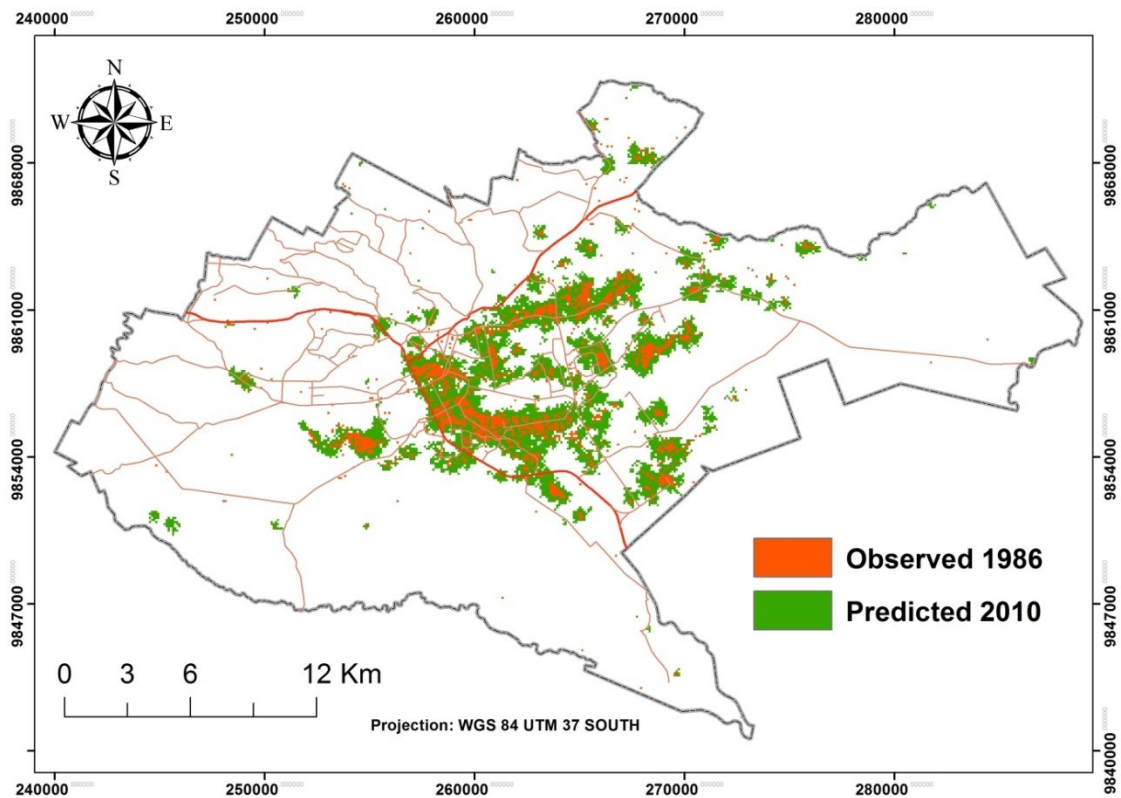 240000 250000 260000 270000 280000
N
W E
S
9868000 9868000
9861000 9861000
9854000 9854000
Observed 1986
Predicted 2010
9847000 9847000
0 3 6 12 Km
Projection: WGS 84 UTM 37 SOUTH
9840000
240000 250000 260000 270000 280000